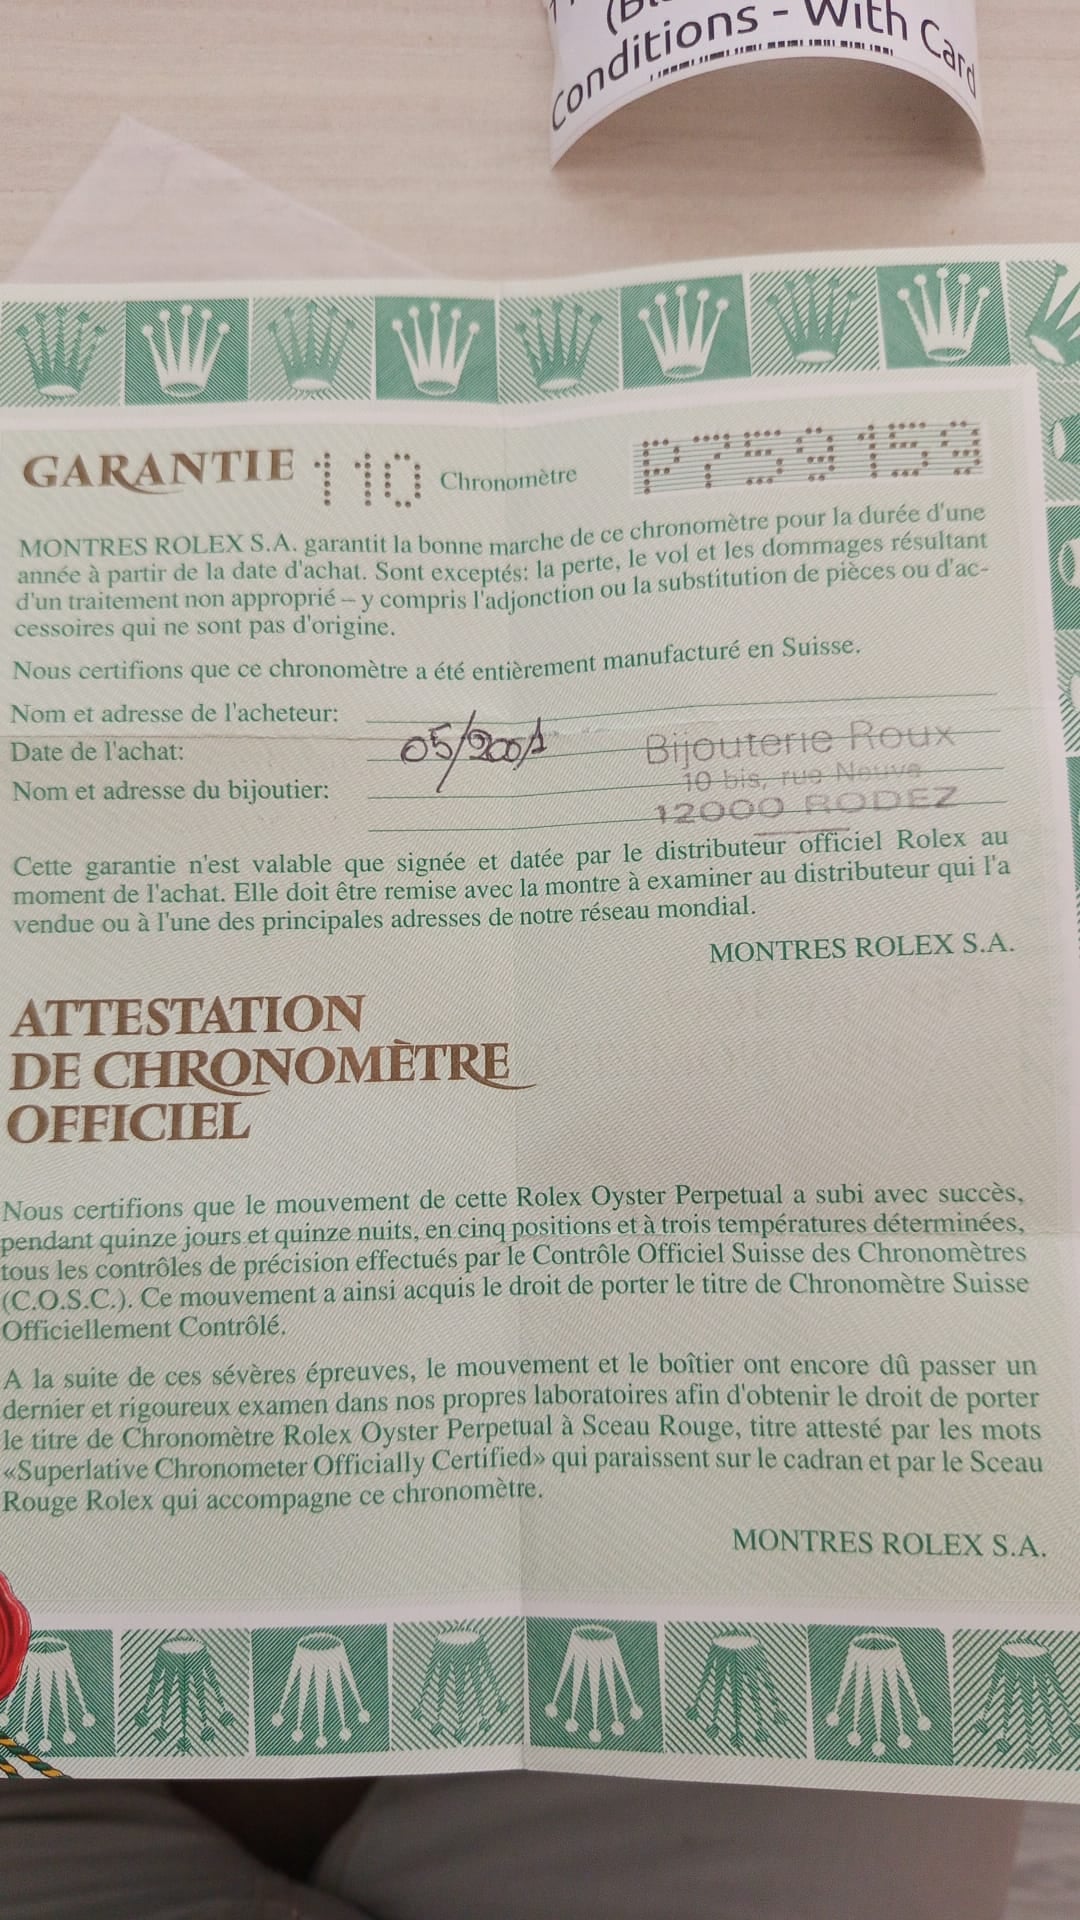 Conditions - With Card
GARANTIE 110 Chronomètre P759159
MONTRES ROLEX S.A. garantit la bonne marche de ce chronomètre pour la durée d'une
année à partir de la date d'achat. Sont exceptés: la perte, le vol et les dommages résultant
d'un traitement non approprié – y compris l'adjonction ou la substitution de pièces ou d'ac-
cessoires qui ne sont pas d'origine.
Nous certifions que ce chronomètre a été entièrement manufacturé en Suisse.
Nom et adresse de l'acheteur:
Date de l'achat: 05/2001
Bijouterie Roux
Nom et adresse du bijoutier:
10 bis, rue Neuve
12000 RODEZ
Cette garantie n'est valable que signée et datée par le distributeur officiel Rolex au
moment de l'achat. Elle doit être remise avec la montre à examiner au distributeur qui l'a
vendue ou à l'une des principales adresses de notre réseau mondial.
MONTRES ROLEX S.A.
ATTESTATION
DE CHRONOMÈTRE
OFFICIEL
Nous certifions que le mouvement de cette Rolex Oyster Perpetual a subi avec succès,
pendant quinze jours et quinze nuits, en cinq positions et à trois températures déterminées,
tous les contrôles de précision effectués par le Contrôle Officiel Suisse des Chronomètres
(C.O.S.C.). Ce mouvement a ainsi acquis le droit de porter le titre de Chronomètre Suisse
Officiellement Contrôlé.
A la suite de ces sévères épreuves, le mouvement et le boîtier ont encore dû passer un
dernier et rigoureux examen dans nos propres laboratoires afin d'obtenir le droit de porter
le titre de Chronomètre Rolex Oyster Perpetual à Sceau Rouge, titre attesté par les mots
«Superlative Chronometer Officially Certified» qui paraissent sur le cadran et par le Sceau
Rouge Rolex qui accompagne ce chronomètre.
MONTRES ROLEX S.A.